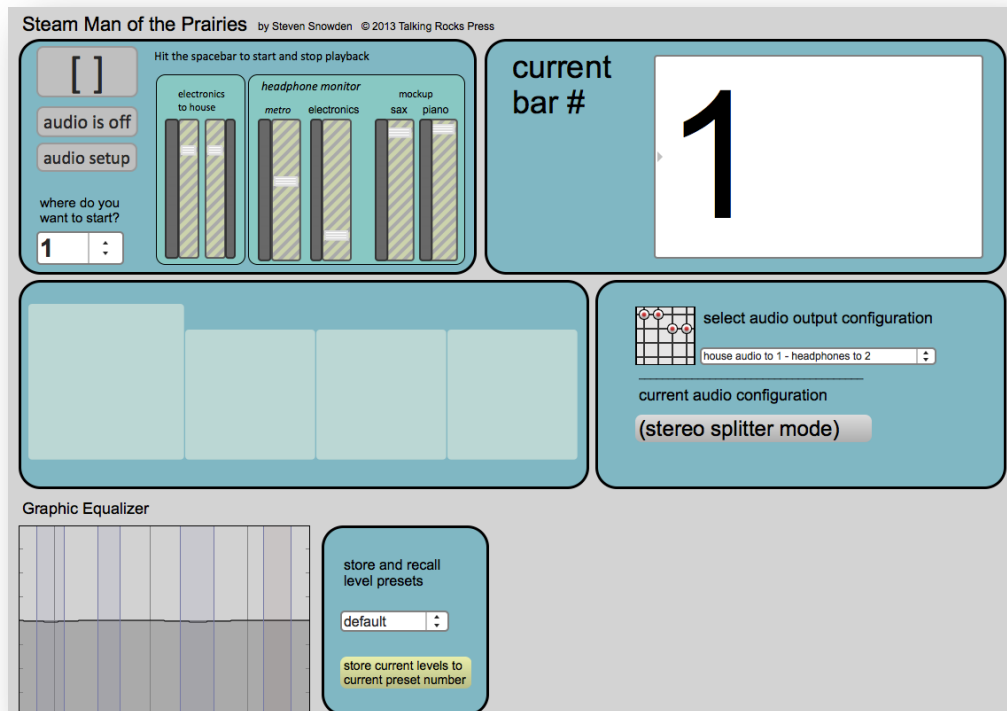 Steam Man of the Prairies by Steven Snowden © 2013 Talking Rocks Press
[ ]
audio is off
audio setup
where do you
want to start?
1
Hit the spacebar to start and stop playback
electronics
to house
headphone monitor
metro electronics
mockup
sax piano
current
bar #
1
select audio output configuration
house audio to 1 - headphones to 2
current audio configuration
(stereo splitter mode)
Graphic Equalizer
store and recall
level presets
default
store current levels to
current preset number